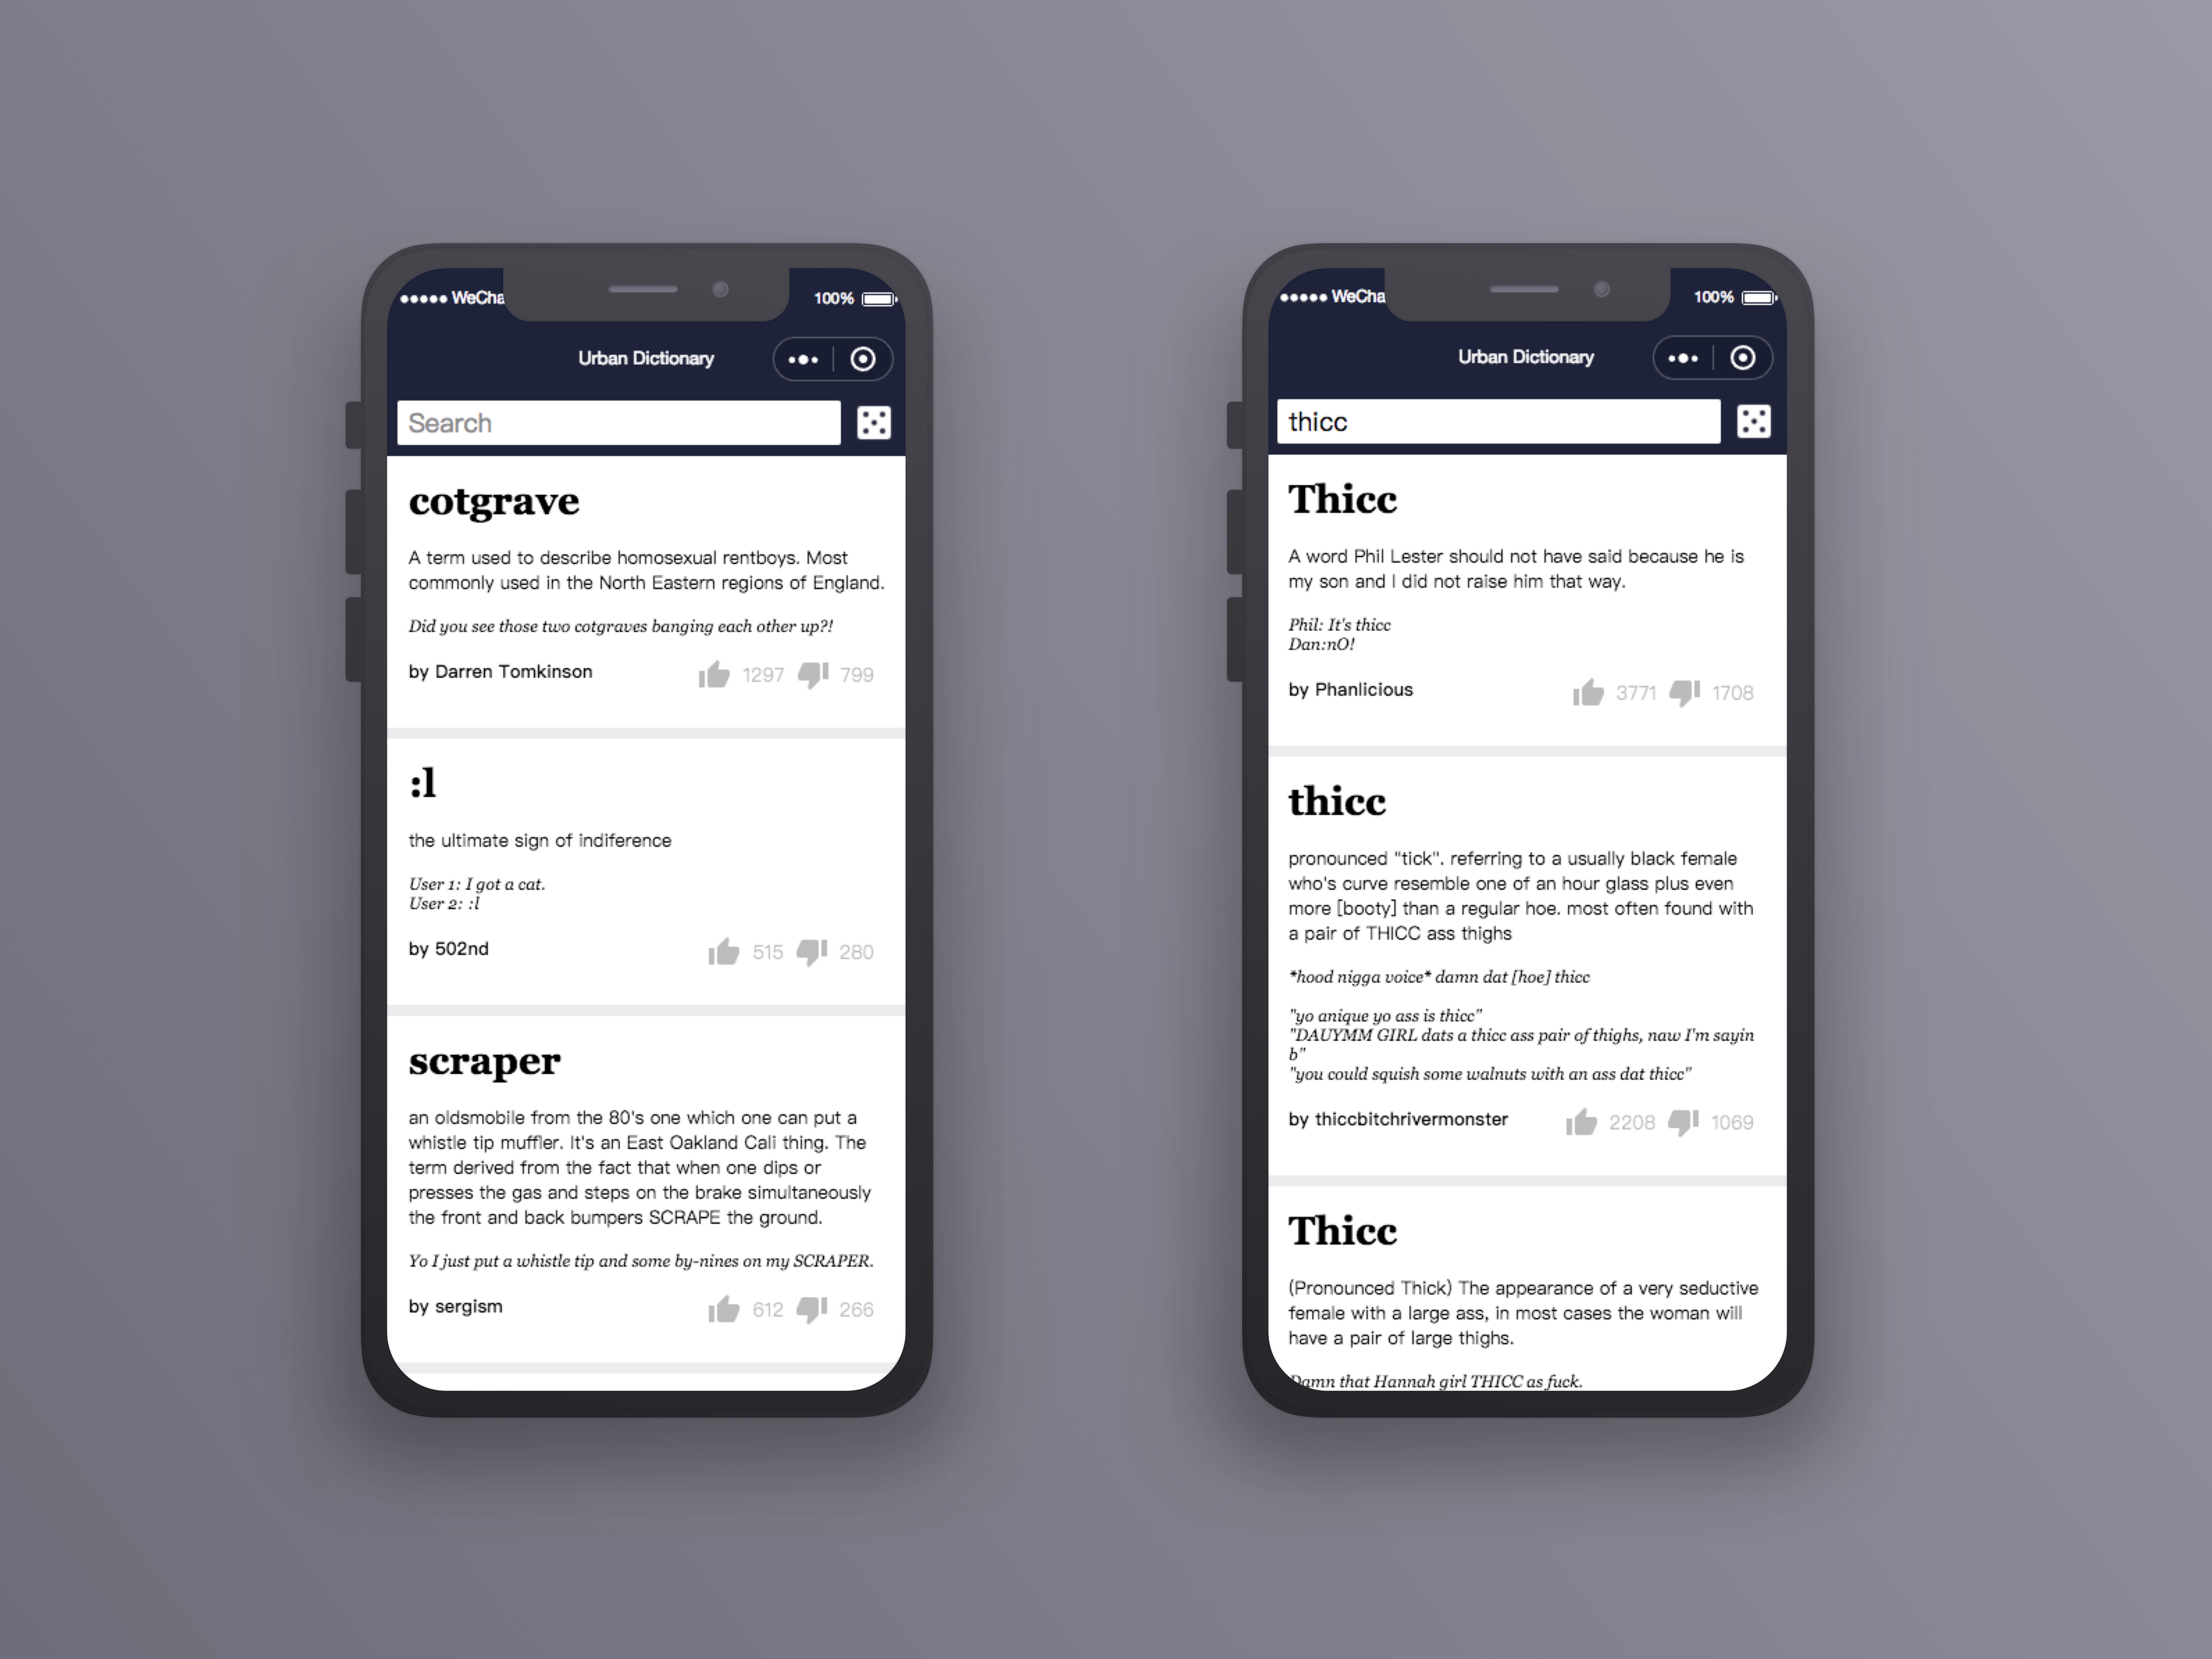 WeCha
100%
Urban Dictionary
Search
cotgrave
A term used to describe homosexual rentboys. Most
commonly used in the North Eastern regions of England.
Did you see those two cotgraves banging each other up?!
by Darren Tomkinson 1297 799
:l
the ultimate sign of indiference
User 1: I got a cat.
User 2: :l
by 502nd 515 280
scraper
an oldsmobile from the 80's one which one can put a
whistle tip muffler. It's an East Oakland Cali thing. The
term derived from the fact that when one dips or
presses the gas and steps on the brake simultaneously
the front and back bumpers SCRAPE the ground.
Yo I just put a whistle tip and some by-nines on my SCRAPER.
by sergism 612 266
WeCha
100%
Urban Dictionary
thicc
Thicc
A word Phil Lester should not have said because he is
my son and I did not raise him that way.
Phil: It's thicc
Dan:nO!
by Phanlicious 3771 1708
thicc
pronounced "tick". referring to a usually black female
who's curve resemble one of an hour glass plus even
more [booty] than a regular hoe. most often found with
a pair of THICC ass thighs
*hood nigga voice* damn dat [hoe] thicc
"yo anique yo ass is thicc"
"DAUYMM GIRL dats a thicc ass pair of thighs, naw I'm sayin
b"
"you could squish some walnuts with an ass dat thicc"
by thiccbitchrivermonster 2208 1069
Thicc
(Pronounced Thick) The appearance of a very seductive
female with a large ass, in most cases the woman will
have a pair of large thighs.
Damn that Hannah girl THICC as fuck.